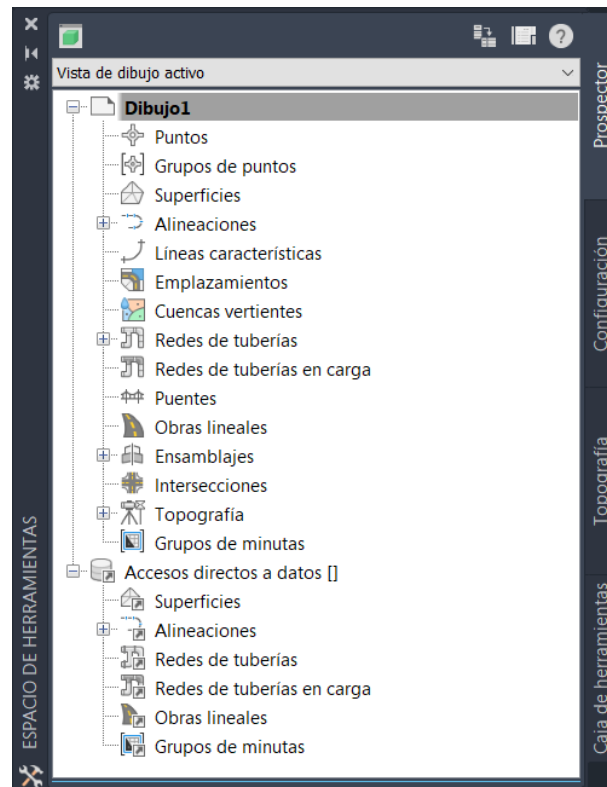 Vista de dibujo activo
Dibujo1
Puntos
Grupos de puntos
Superficies
Alineaciones
Líneas características
Emplazamientos
Cuencas vertientes
Redes de tuberías
Redes de tuberías en carga
Puentes
Obras lineales
Ensamblajes
Intersecciones
Topografía
Grupos de minutas
Accesos directos a datos []
Superficies
Alineaciones
Redes de tuberías
Redes de tuberías en carga
Obras lineales
Grupos de minutas
ESPACIO DE HERRAMIENTAS
Prospector
Configuración
Topografía
Caja de herramientas